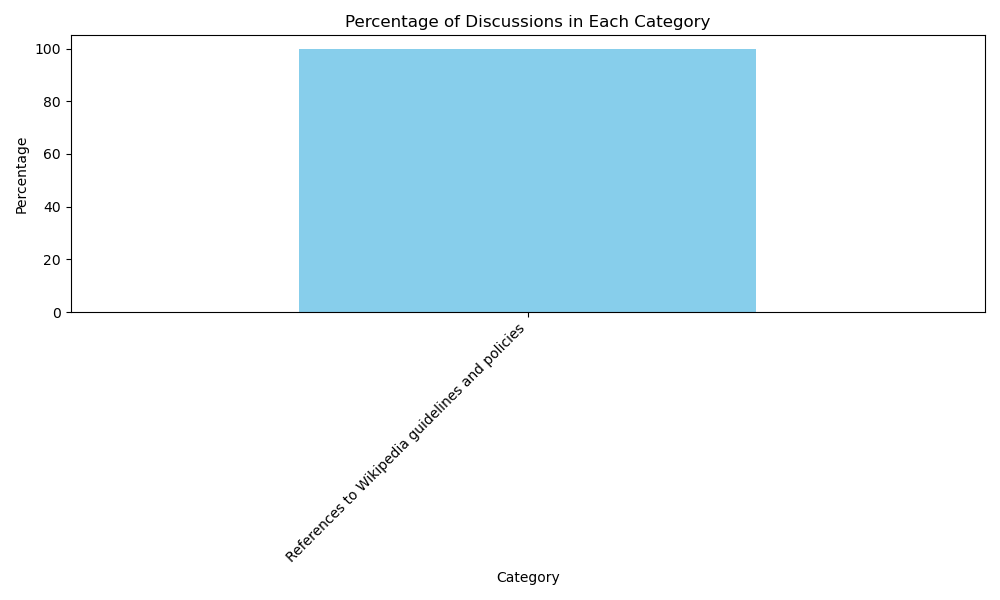 Percentage of Discussions in Each Category
Percentage
100
80
60
40
20
0
References to Wikipedia guidelines and policies
Category